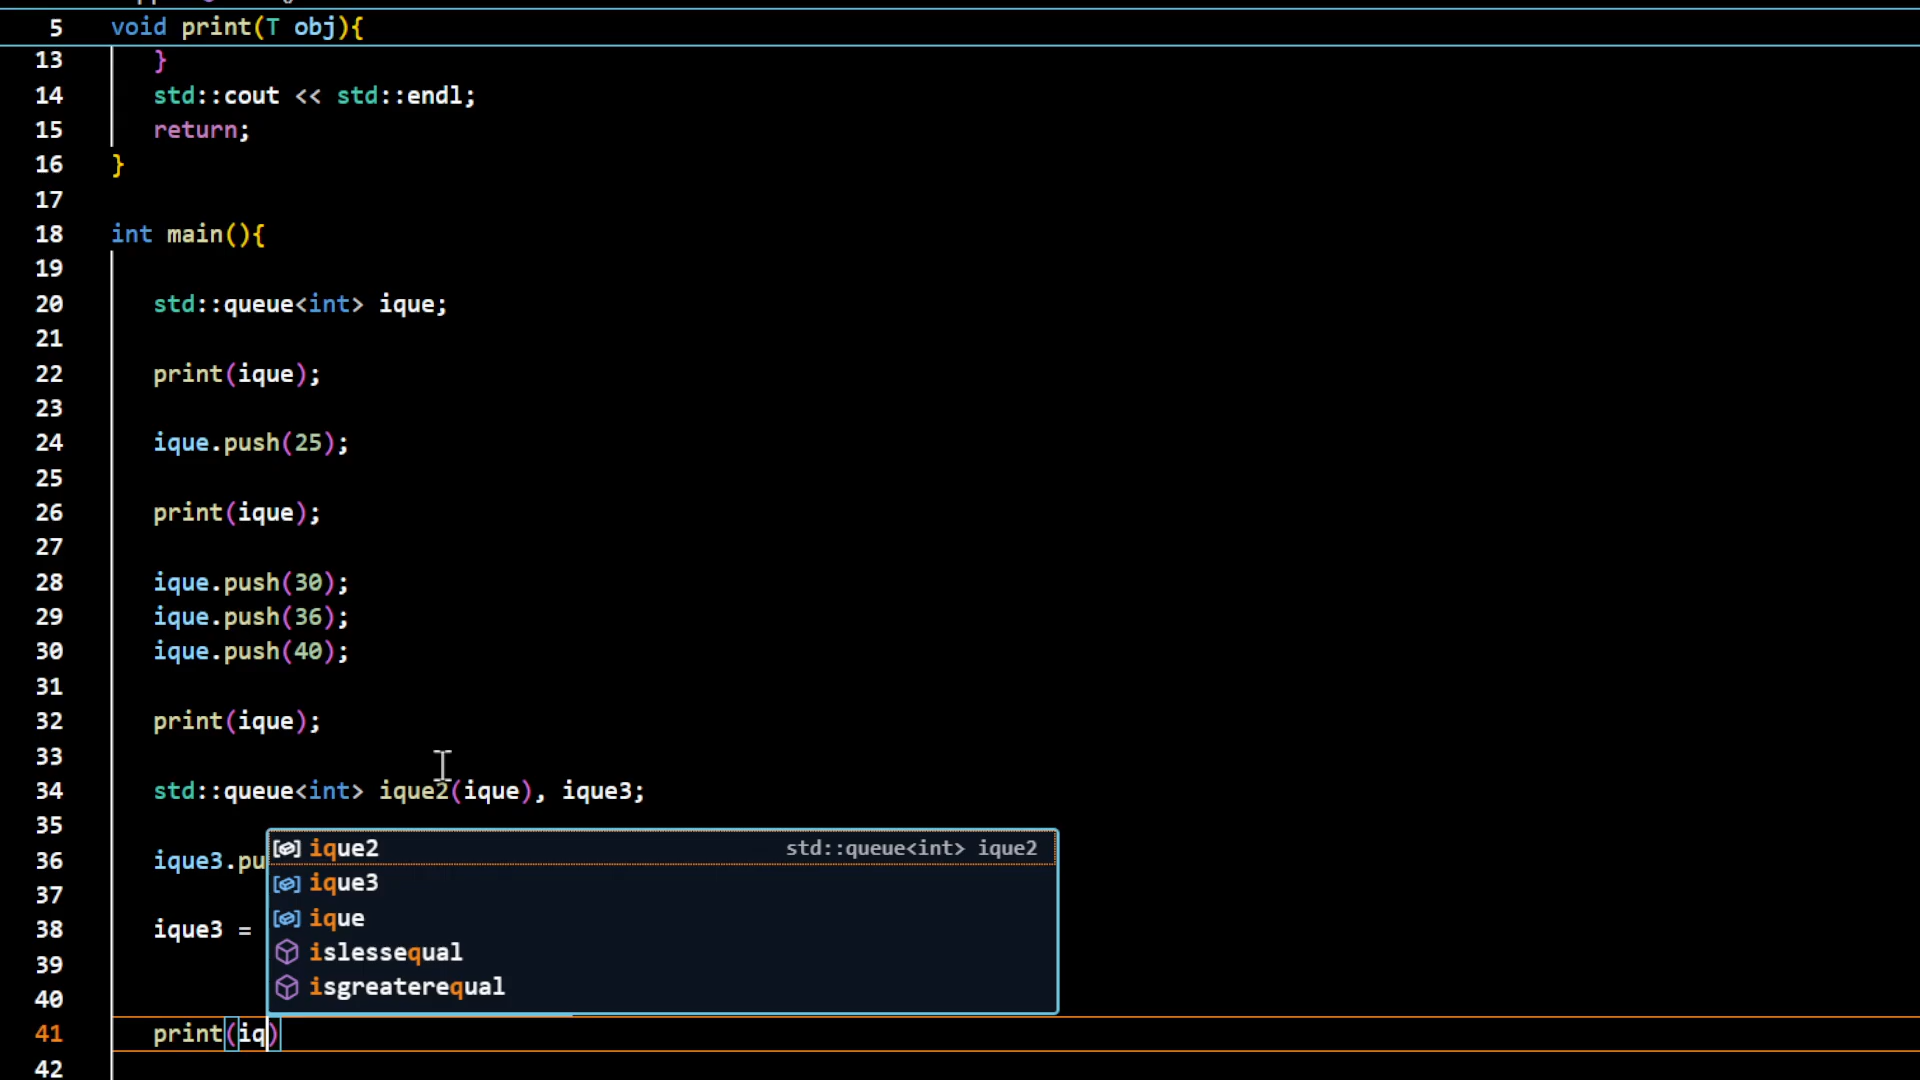 5 void print(T obj){
13 }
14 std::cout << std::endl;
15 return;
16 }
17
18 int main(){
19
20 std::queue<int> ique;
21
22 print(ique);
23
24 ique.push(25);
25
26 print(ique);
27
28 ique.push(30);
29 ique.push(36);
30 ique.push(40);
31
32 print(ique);
33
34 std::queue<int> ique2(ique), ique3;
35
ique2 std::queue<int> ique2
36 ique3.pu
ique3
37
ique
38 ique3 =
islessequal
39
isgreaterequal
40
41 print(iq)
42